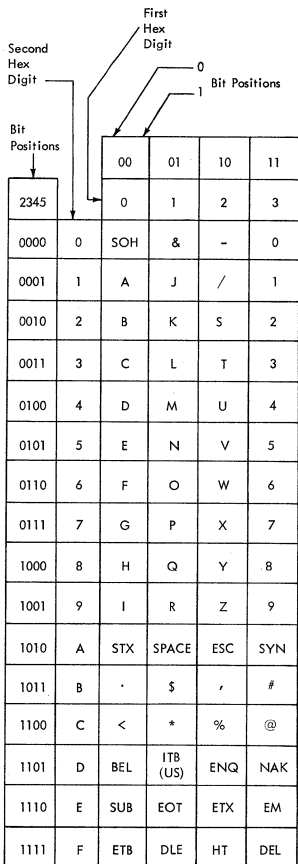 First
Hex
Digit
Second
Hex
Digit
0
1 Bit Positions
Bit
Positions
00 01 10 11
2345 0 1 2 3
0000 0 SOH & - 0
0001 1 A J / 1
0010 2 B K S 2
0011 3 C L T 3
0100 4 D M U 4
0101 5 E N V 5
0110 6 F O W 6
0111 7 G P X 7
1000 8 H Q Y 8
1001 9 I R Z 9
1010 A STX SPACE ESC SYN
1011 B . $ , #
1100 C < * % @
1101 D BEL ITB (US) ENQ NAK
1110 E SUB EOT ETX EM
1111 F ETB DLE HT DEL